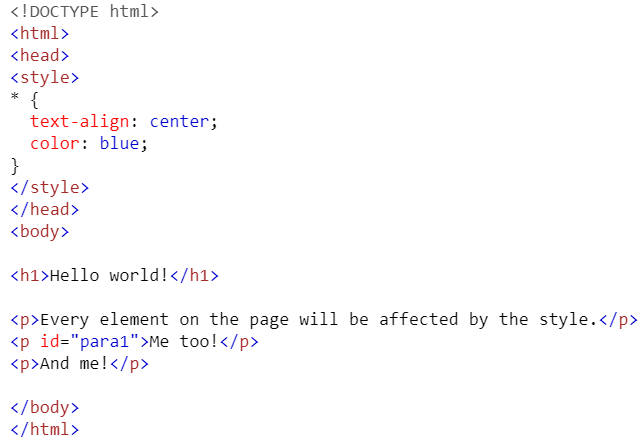 <!DOCTYPE html>
<html>
<head>
<style>
* {
  text-align: center;
  color: blue;
}
</style>
</head>
<body>

<h1>Hello world!</h1>

<p>Every element on the page will be affected by the style.</p>
<p id="para1">Me too!</p>
<p>And me!</p>

</body>
</html>